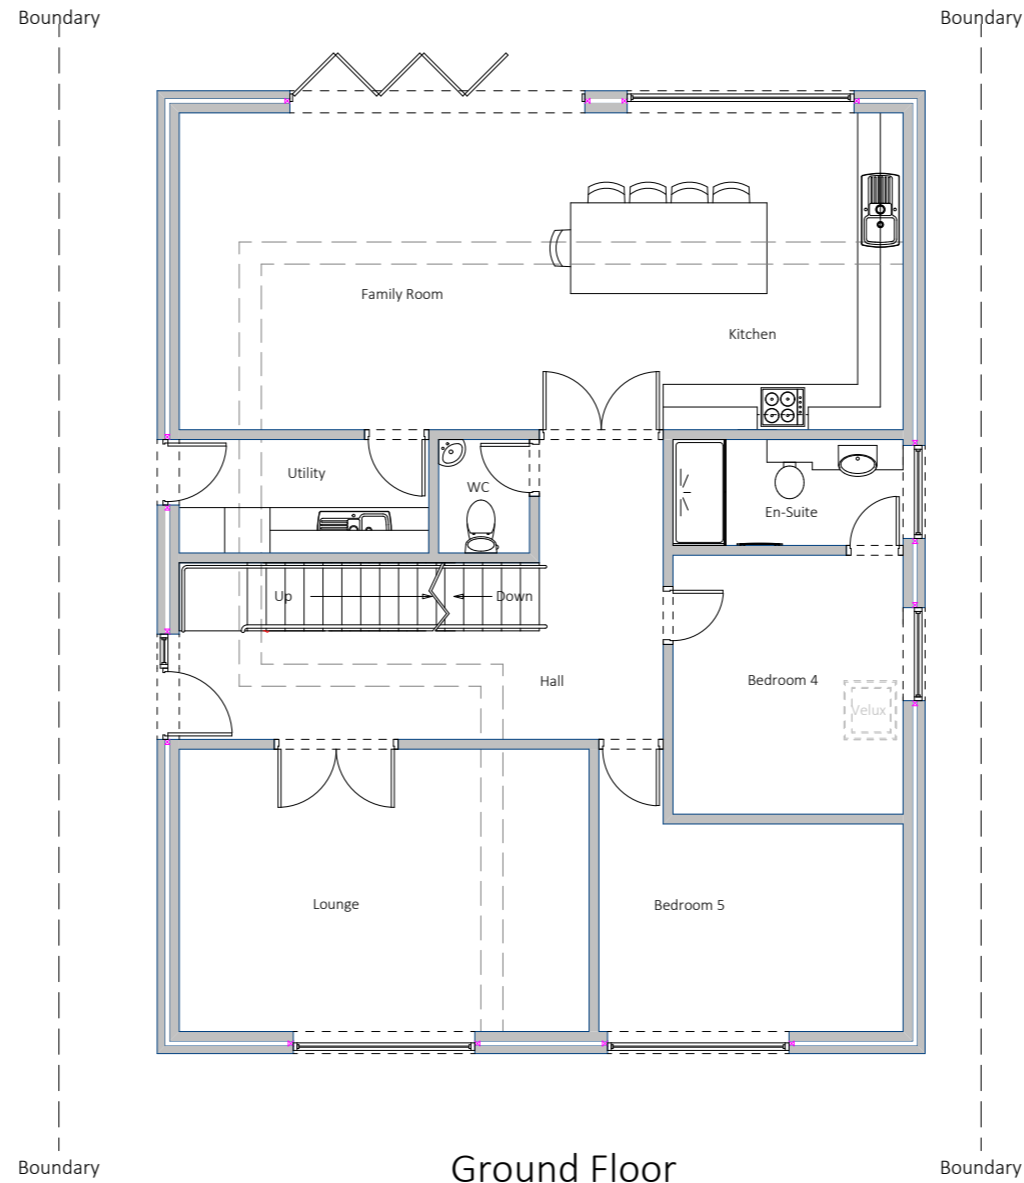 Boundary
Boundary
Family Room
Kitchen
Utility
WC
En-Suite
Up
Down
Hall
Bedroom 4
Velux
Lounge
Bedroom 5
Boundary
Ground Floor
Boundary